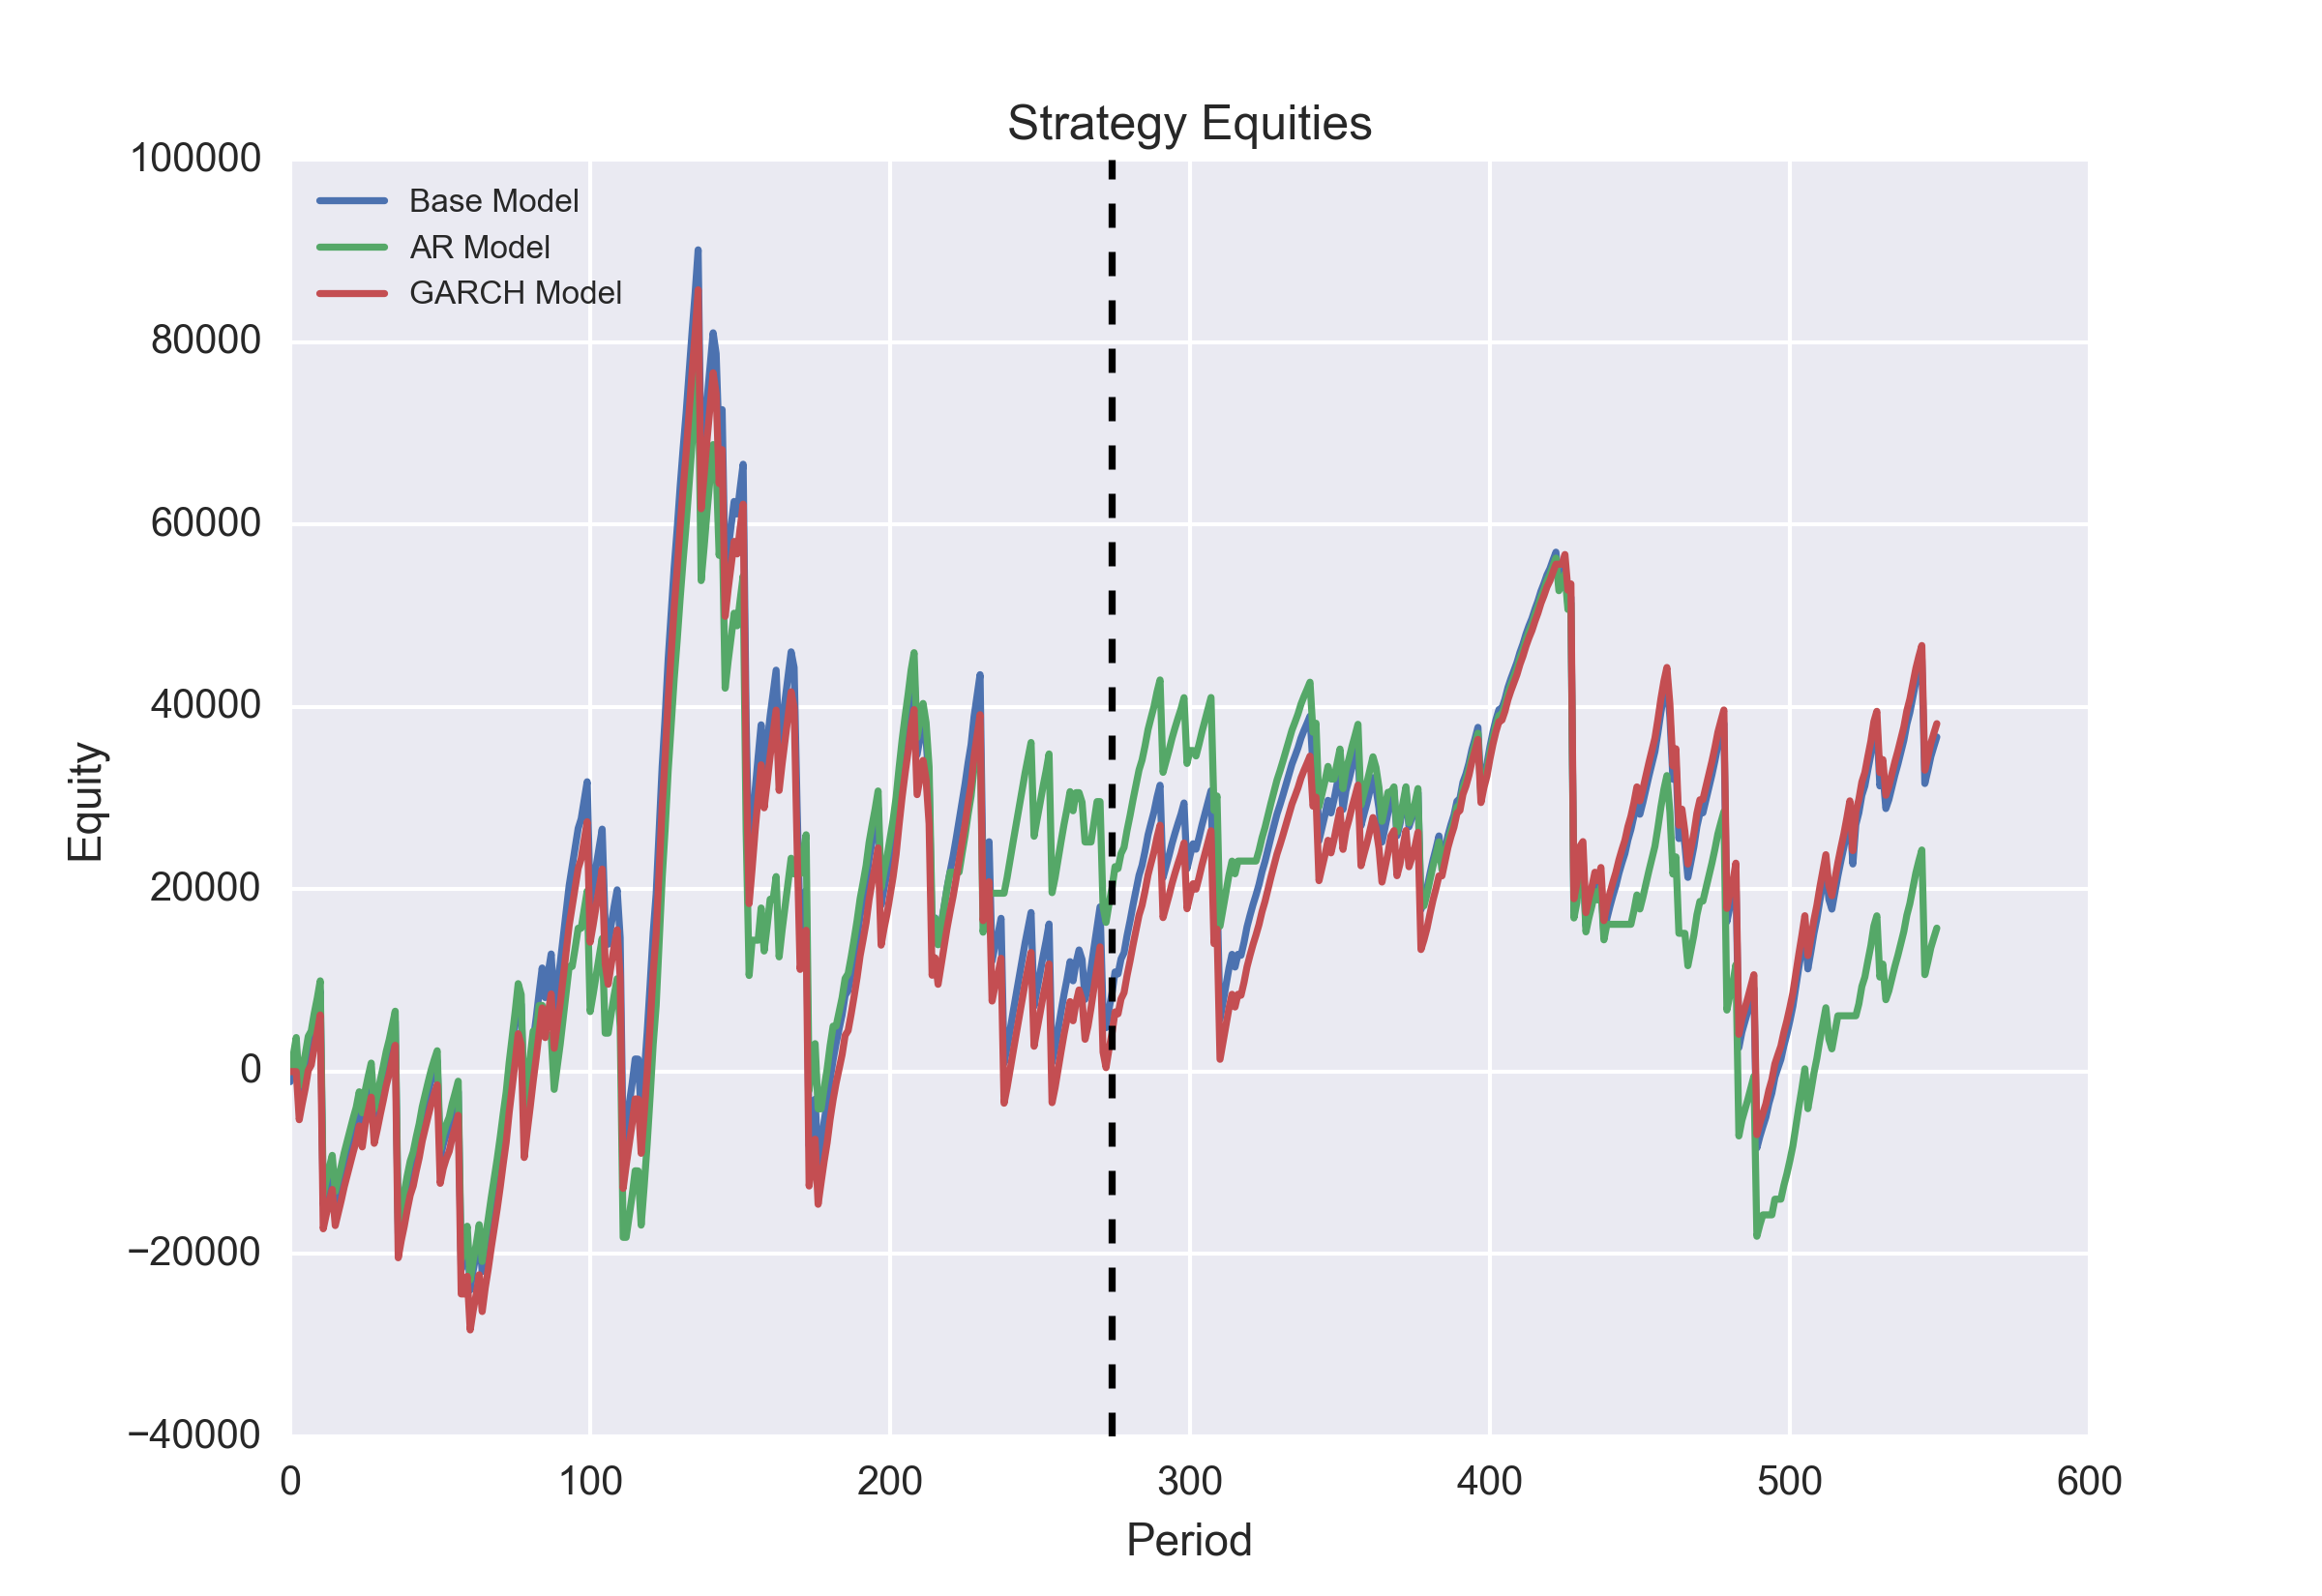 Strategy Equities
Base Model
AR Model
GARCH Model
Equity
100000
80000
60000
40000
20000
0
−20000
−40000
0 100 200 300 400 500 600
Period